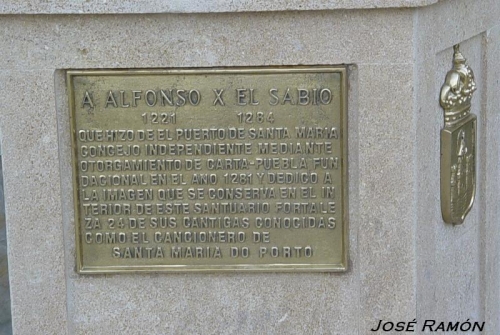 A ALFONSO X EL SABIO
1221 1284
QUE HIZO DE EL PUERTO DE SANTA MARIA
CONCEJO INDEPENDIENTE MEDIANTE
OTORGAMIENTO DE CARTA-PUEBLA FUN
DACIONAL EN EL AÑO 1281 Y DEDICO A
LA IMAGEN QUE SE CONSERVA EN EL IN
TERIOR DE ESTE SANTUARIO FORTALE
ZA 24 DE SUS CANTIGAS CONOCIDAS
COMO EL CANCIONERO DE
SANTA MARIA DO PORTO
JOSÉ RAMÓN